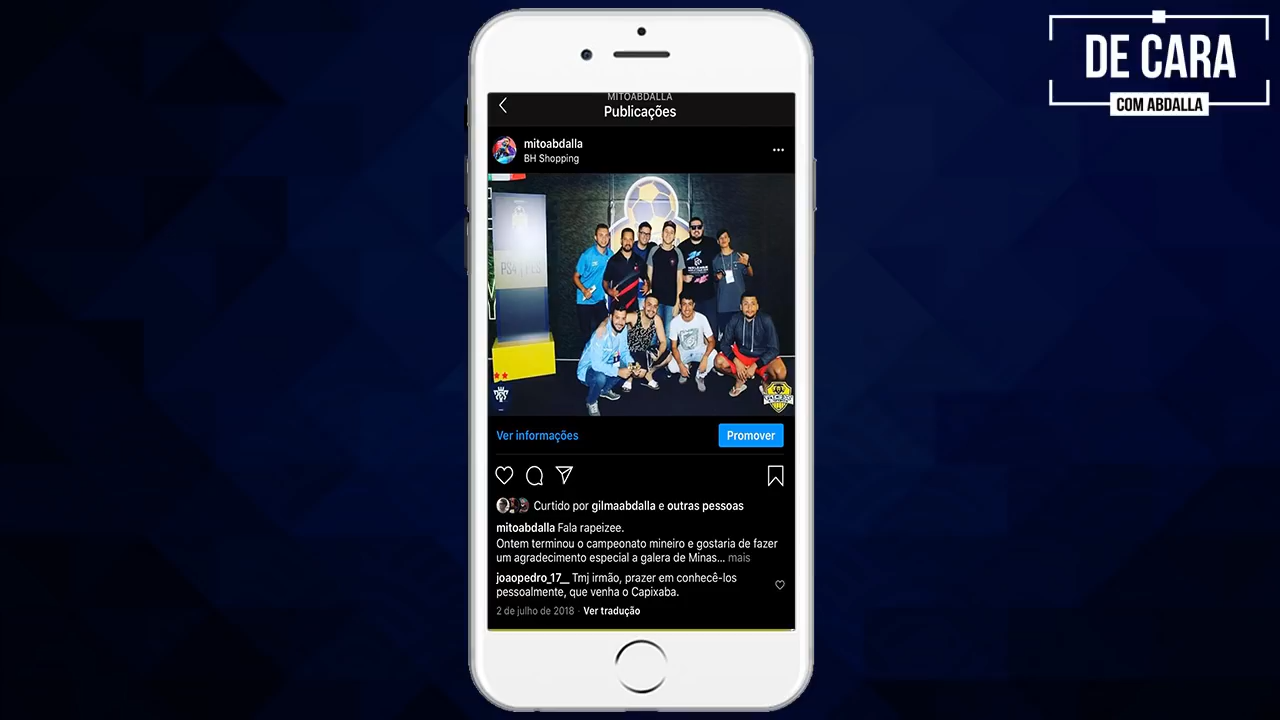 DE CARA
COM ABDALLA
MITOABDALLA
Publicações
mitoabdalla
BH Shopping
PS4 | PES
Ver informações
Promover
Curtido por gilmaabdalla e outras pessoas
mitoabdalla Fala rapeizee.
Ontem terminou o campeonato mineiro e gostaria de fazer
um agradecimento especial a galera de Minas... mais
joaopedro_17__ Tmj irmão, prazer em conhecê-los
pessoalmente, que venha o Capixaba.
2 de julho de 2018 · Ver tradução